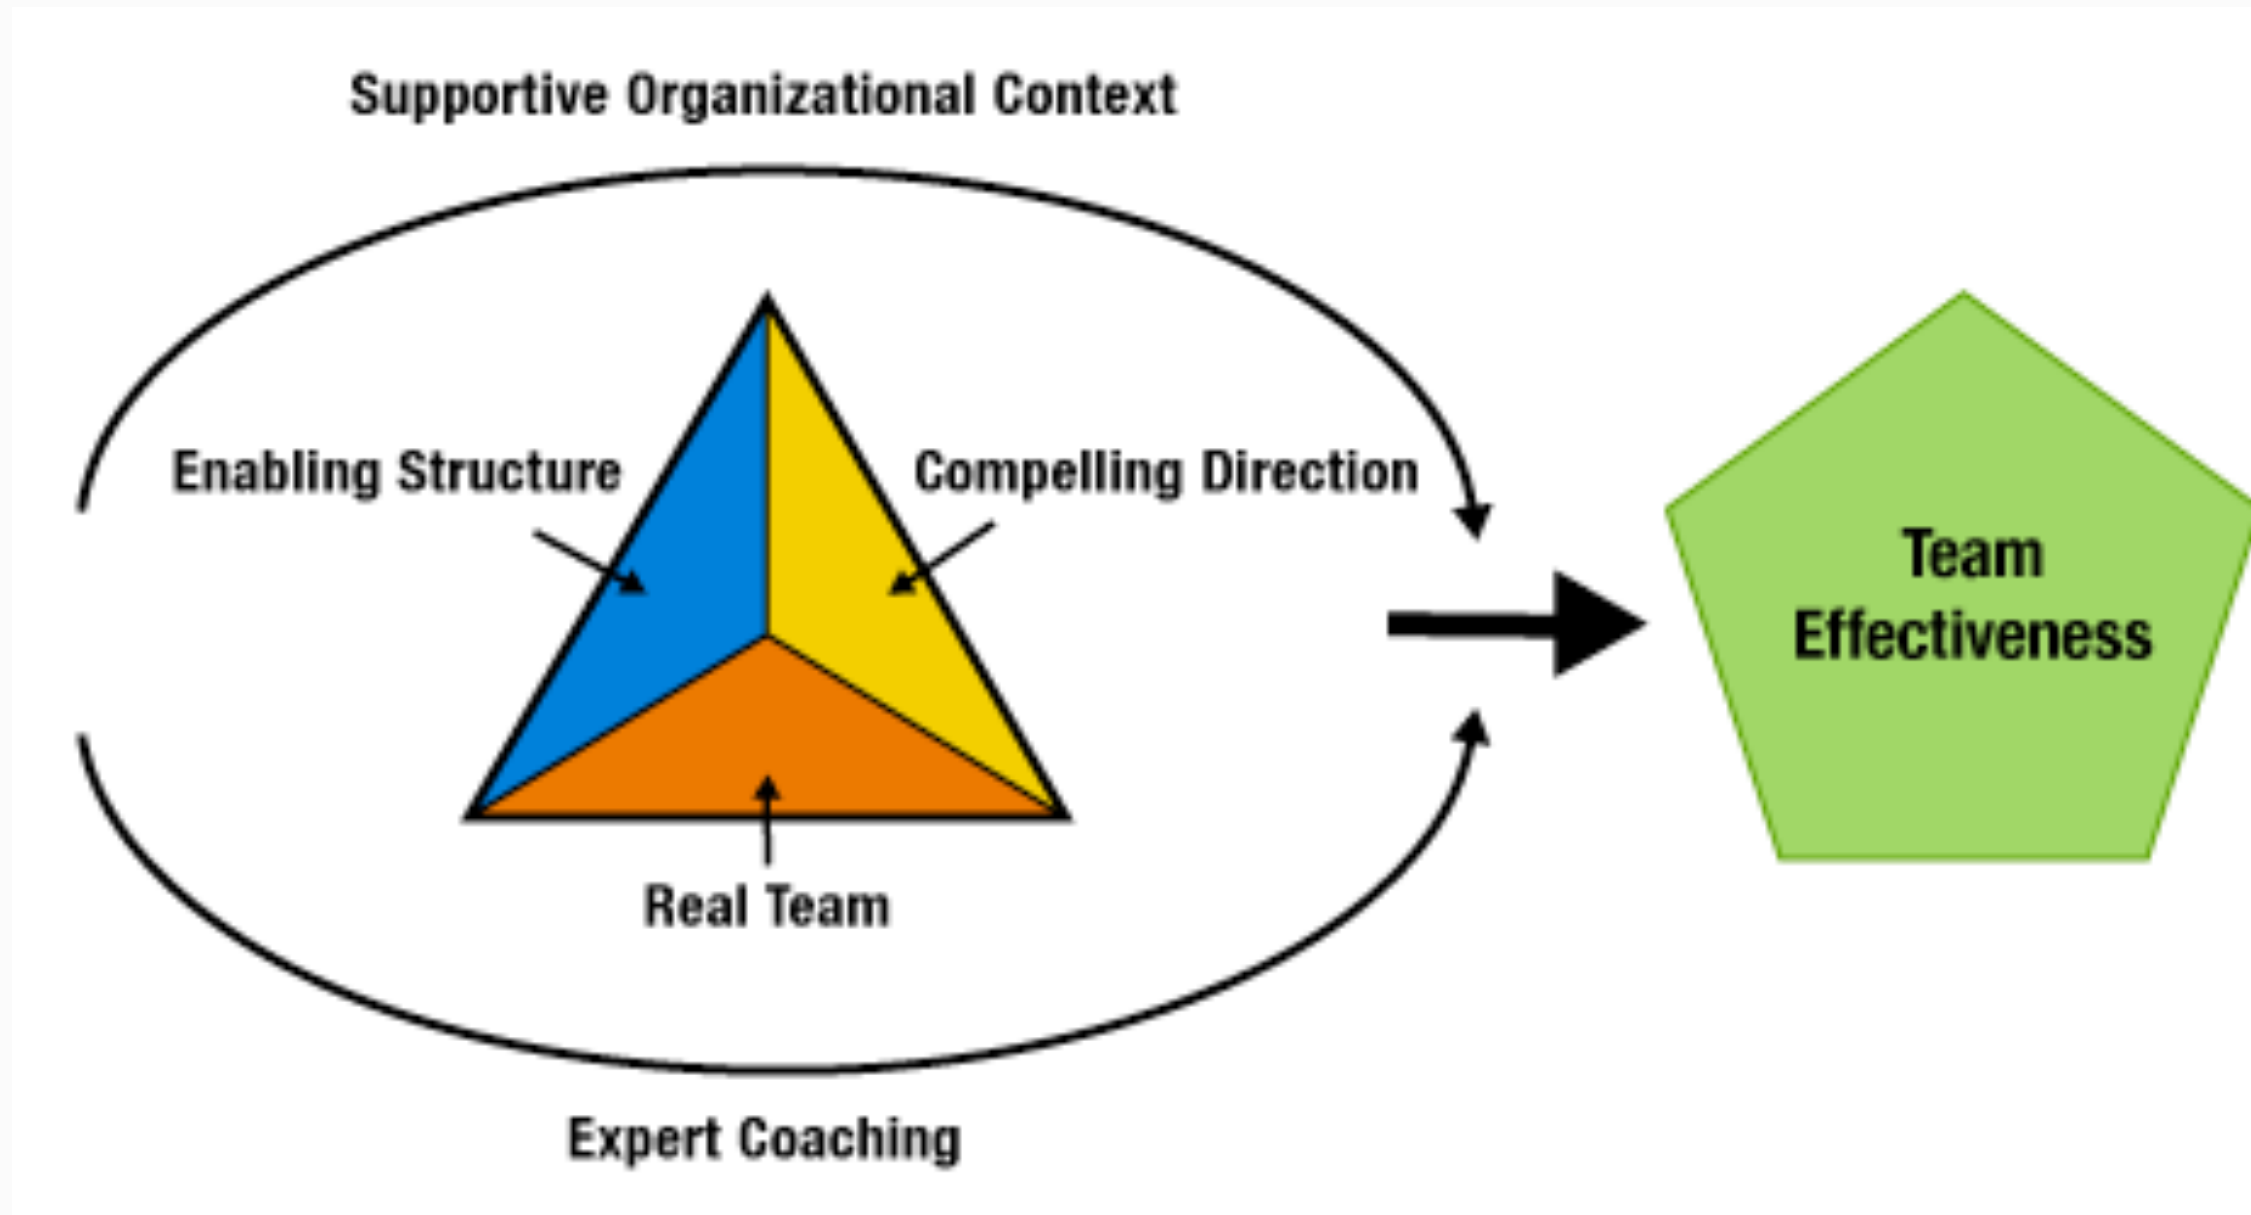 Supportive Organizational Context
Enabling Structure
Compelling Direction
Team
Effectiveness
Real Team
Expert Coaching